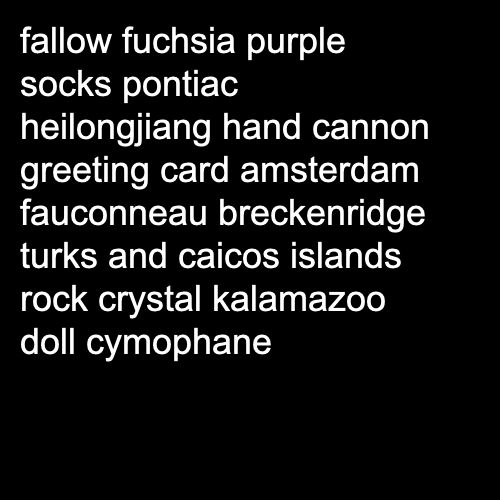 fallow fuchsia purple
socks pontiac
heilongjiang hand cannon
greeting card amsterdam
fauconneau breckenridge
turks and caicos islands
rock crystal kalamazoo
doll cymophane